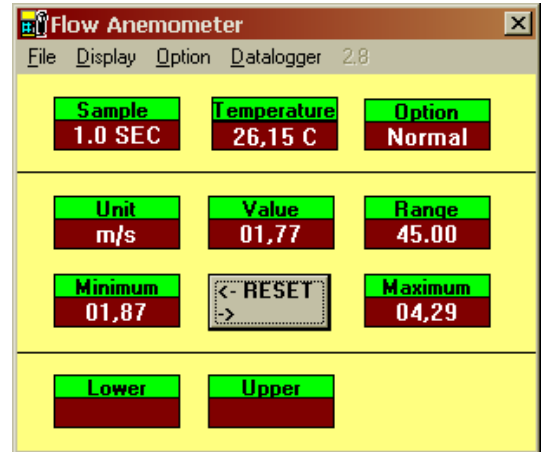 Flow Anemometer
File Display Option Datalogger 2.8
Sample Temperature Option
1.0 SEC 26,15 C Normal
Unit Value Range
m/s 01,77 45.00
Minimum <- RESET Maximum
01,87 -> 04,29
Lower Upper